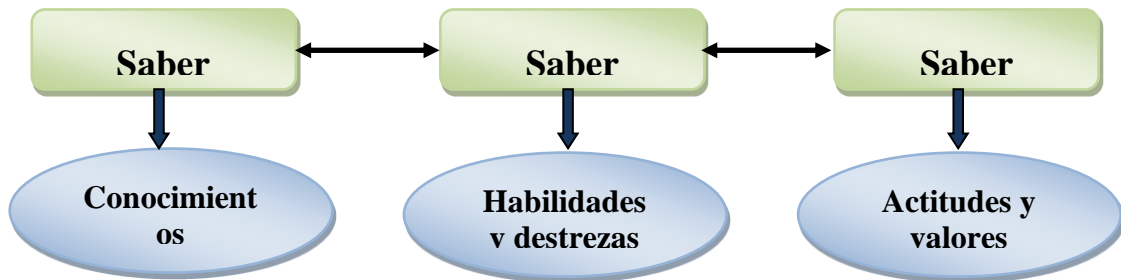 Saber
Saber
Saber
Conocimient
os
Habilidades
y destrezas
Actitudes y
valores